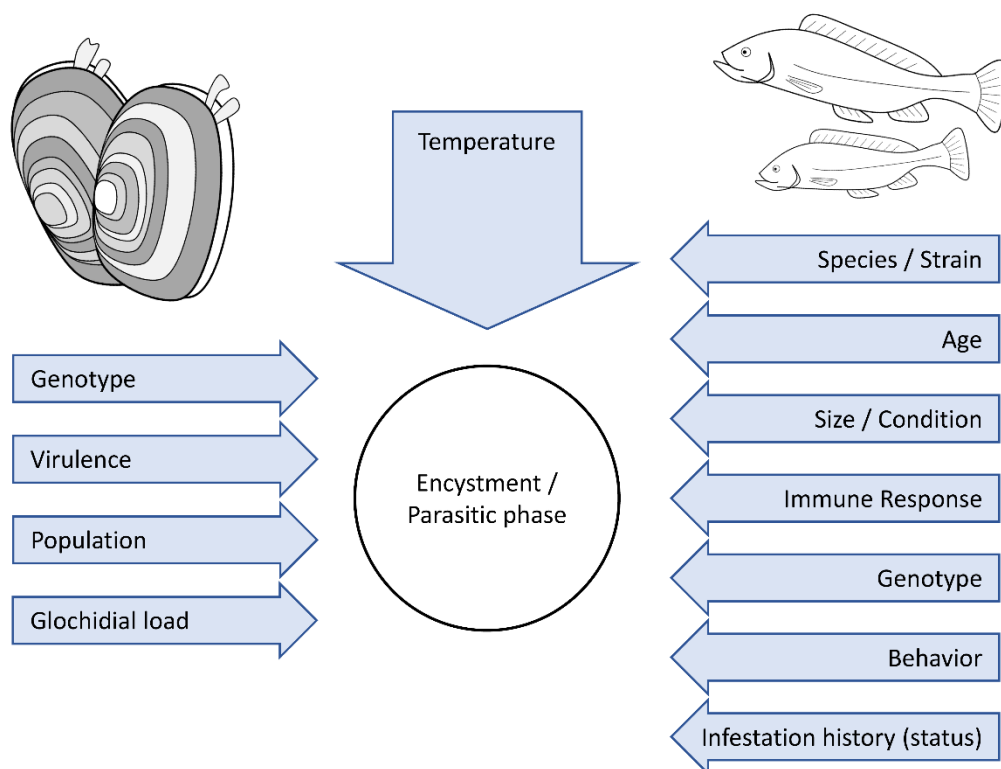 Temperature
Genotype
Virulence
Population
Glochidial load
Encystment /
Parasitic phase
Species / Strain
Age
Size / Condition
Immune Response
Genotype
Behavior
Infestation history (status)